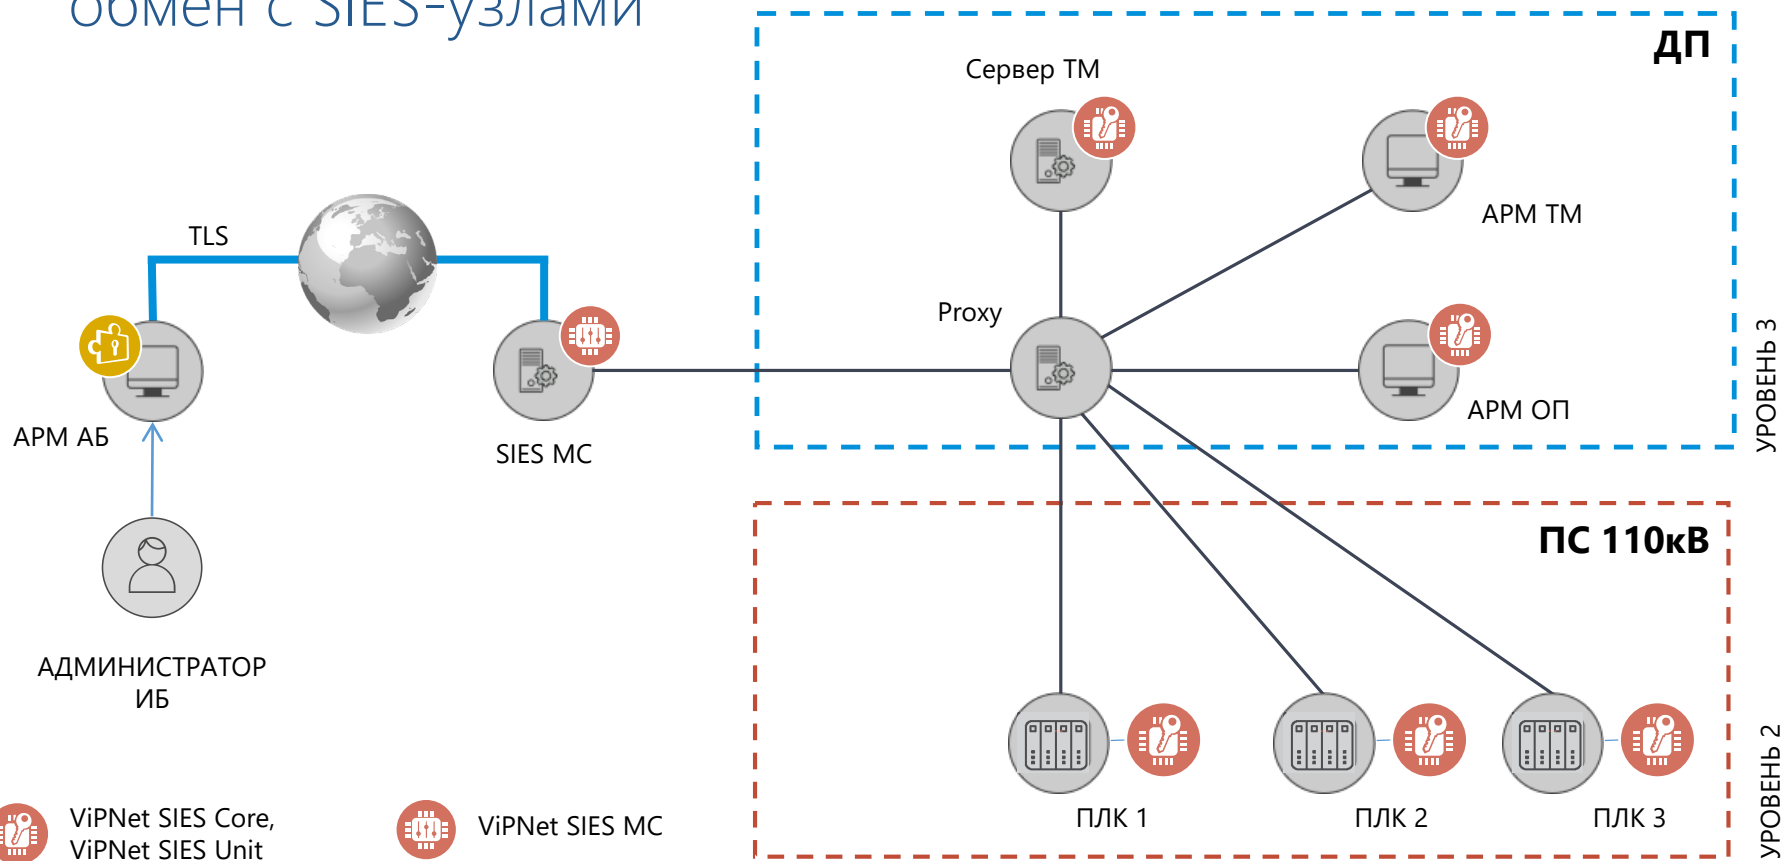 обмен с SIES-узлами
ДП
Сервер ТМ
АРМ ТМ
TLS
Proxy
АРМ ОП
УРОВЕНЬ 3
АРМ АБ
SIES MC
ПС 110кВ
АДМИНИСТРАТОР
ИБ
ПЛК 1
ПЛК 2
ПЛК 3
УРОВЕНЬ 2
ViPNet SIES Core,
ViPNet SIES Unit
ViPNet SIES MC